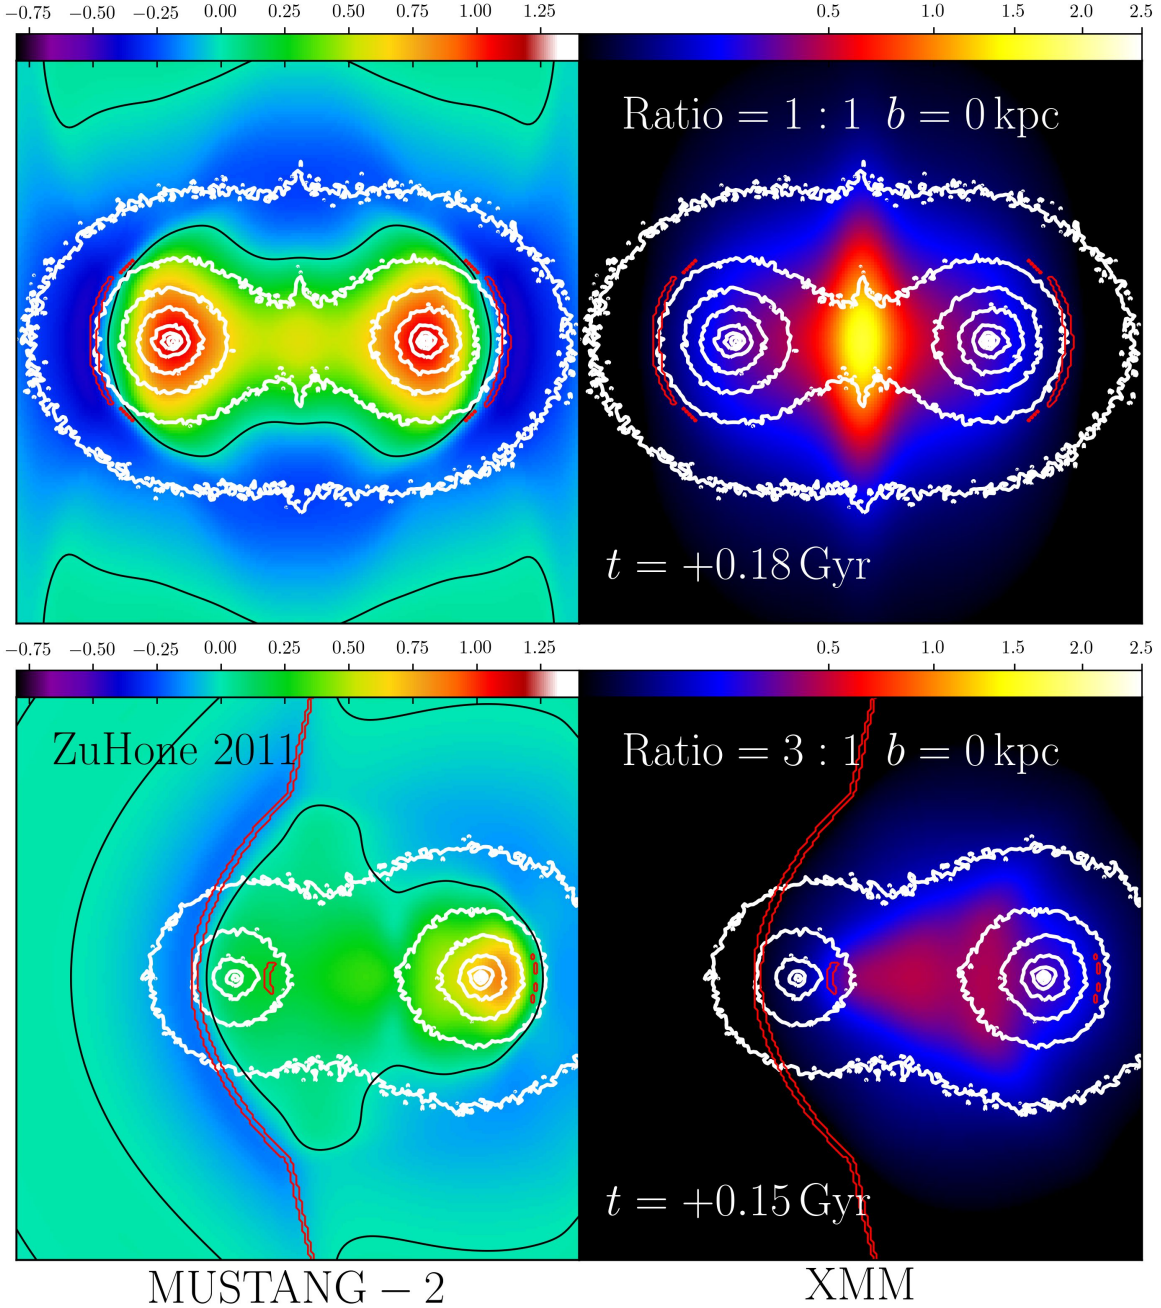 −0.75 −0.50 −0.25 0.00 0.25 0.50 0.75 1.00 1.25 0.5 1.0 1.5 2.0 2.5
Ratio = 1 : 1 b = 0 kpc
t = +0.18 Gyr
−0.75 −0.50 −0.25 0.00 0.25 0.50 0.75 1.00 1.25 0.5 1.0 1.5 2.0 2.5
ZuHone 2011 Ratio = 3 : 1 b = 0 kpc
t = +0.15 Gyr
MUSTANG − 2 XMM